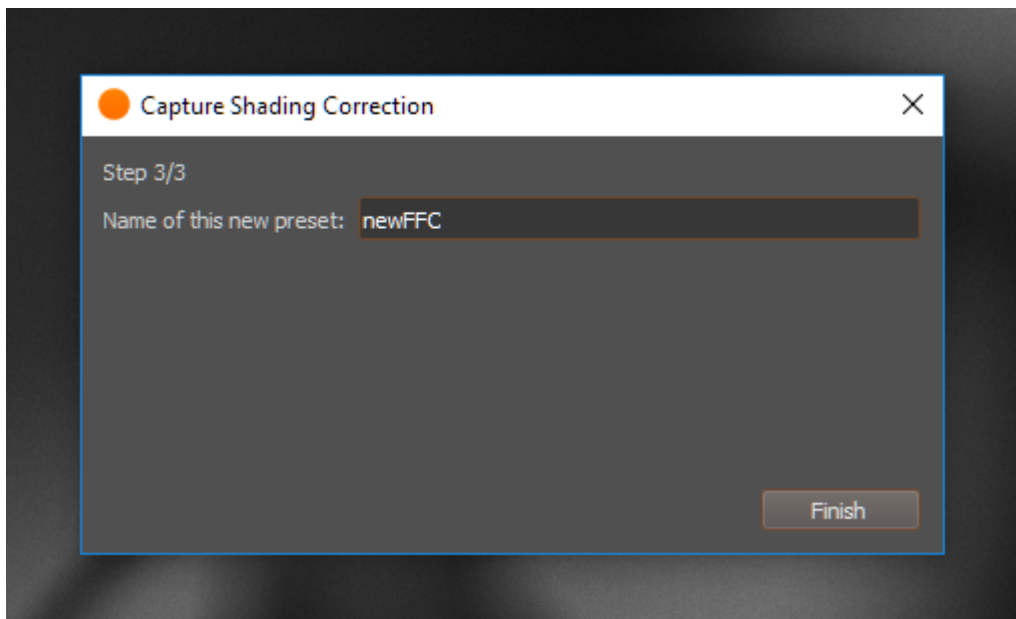 Capture Shading Correction
Step 3/3
Name of this new preset: newFFC
Finish